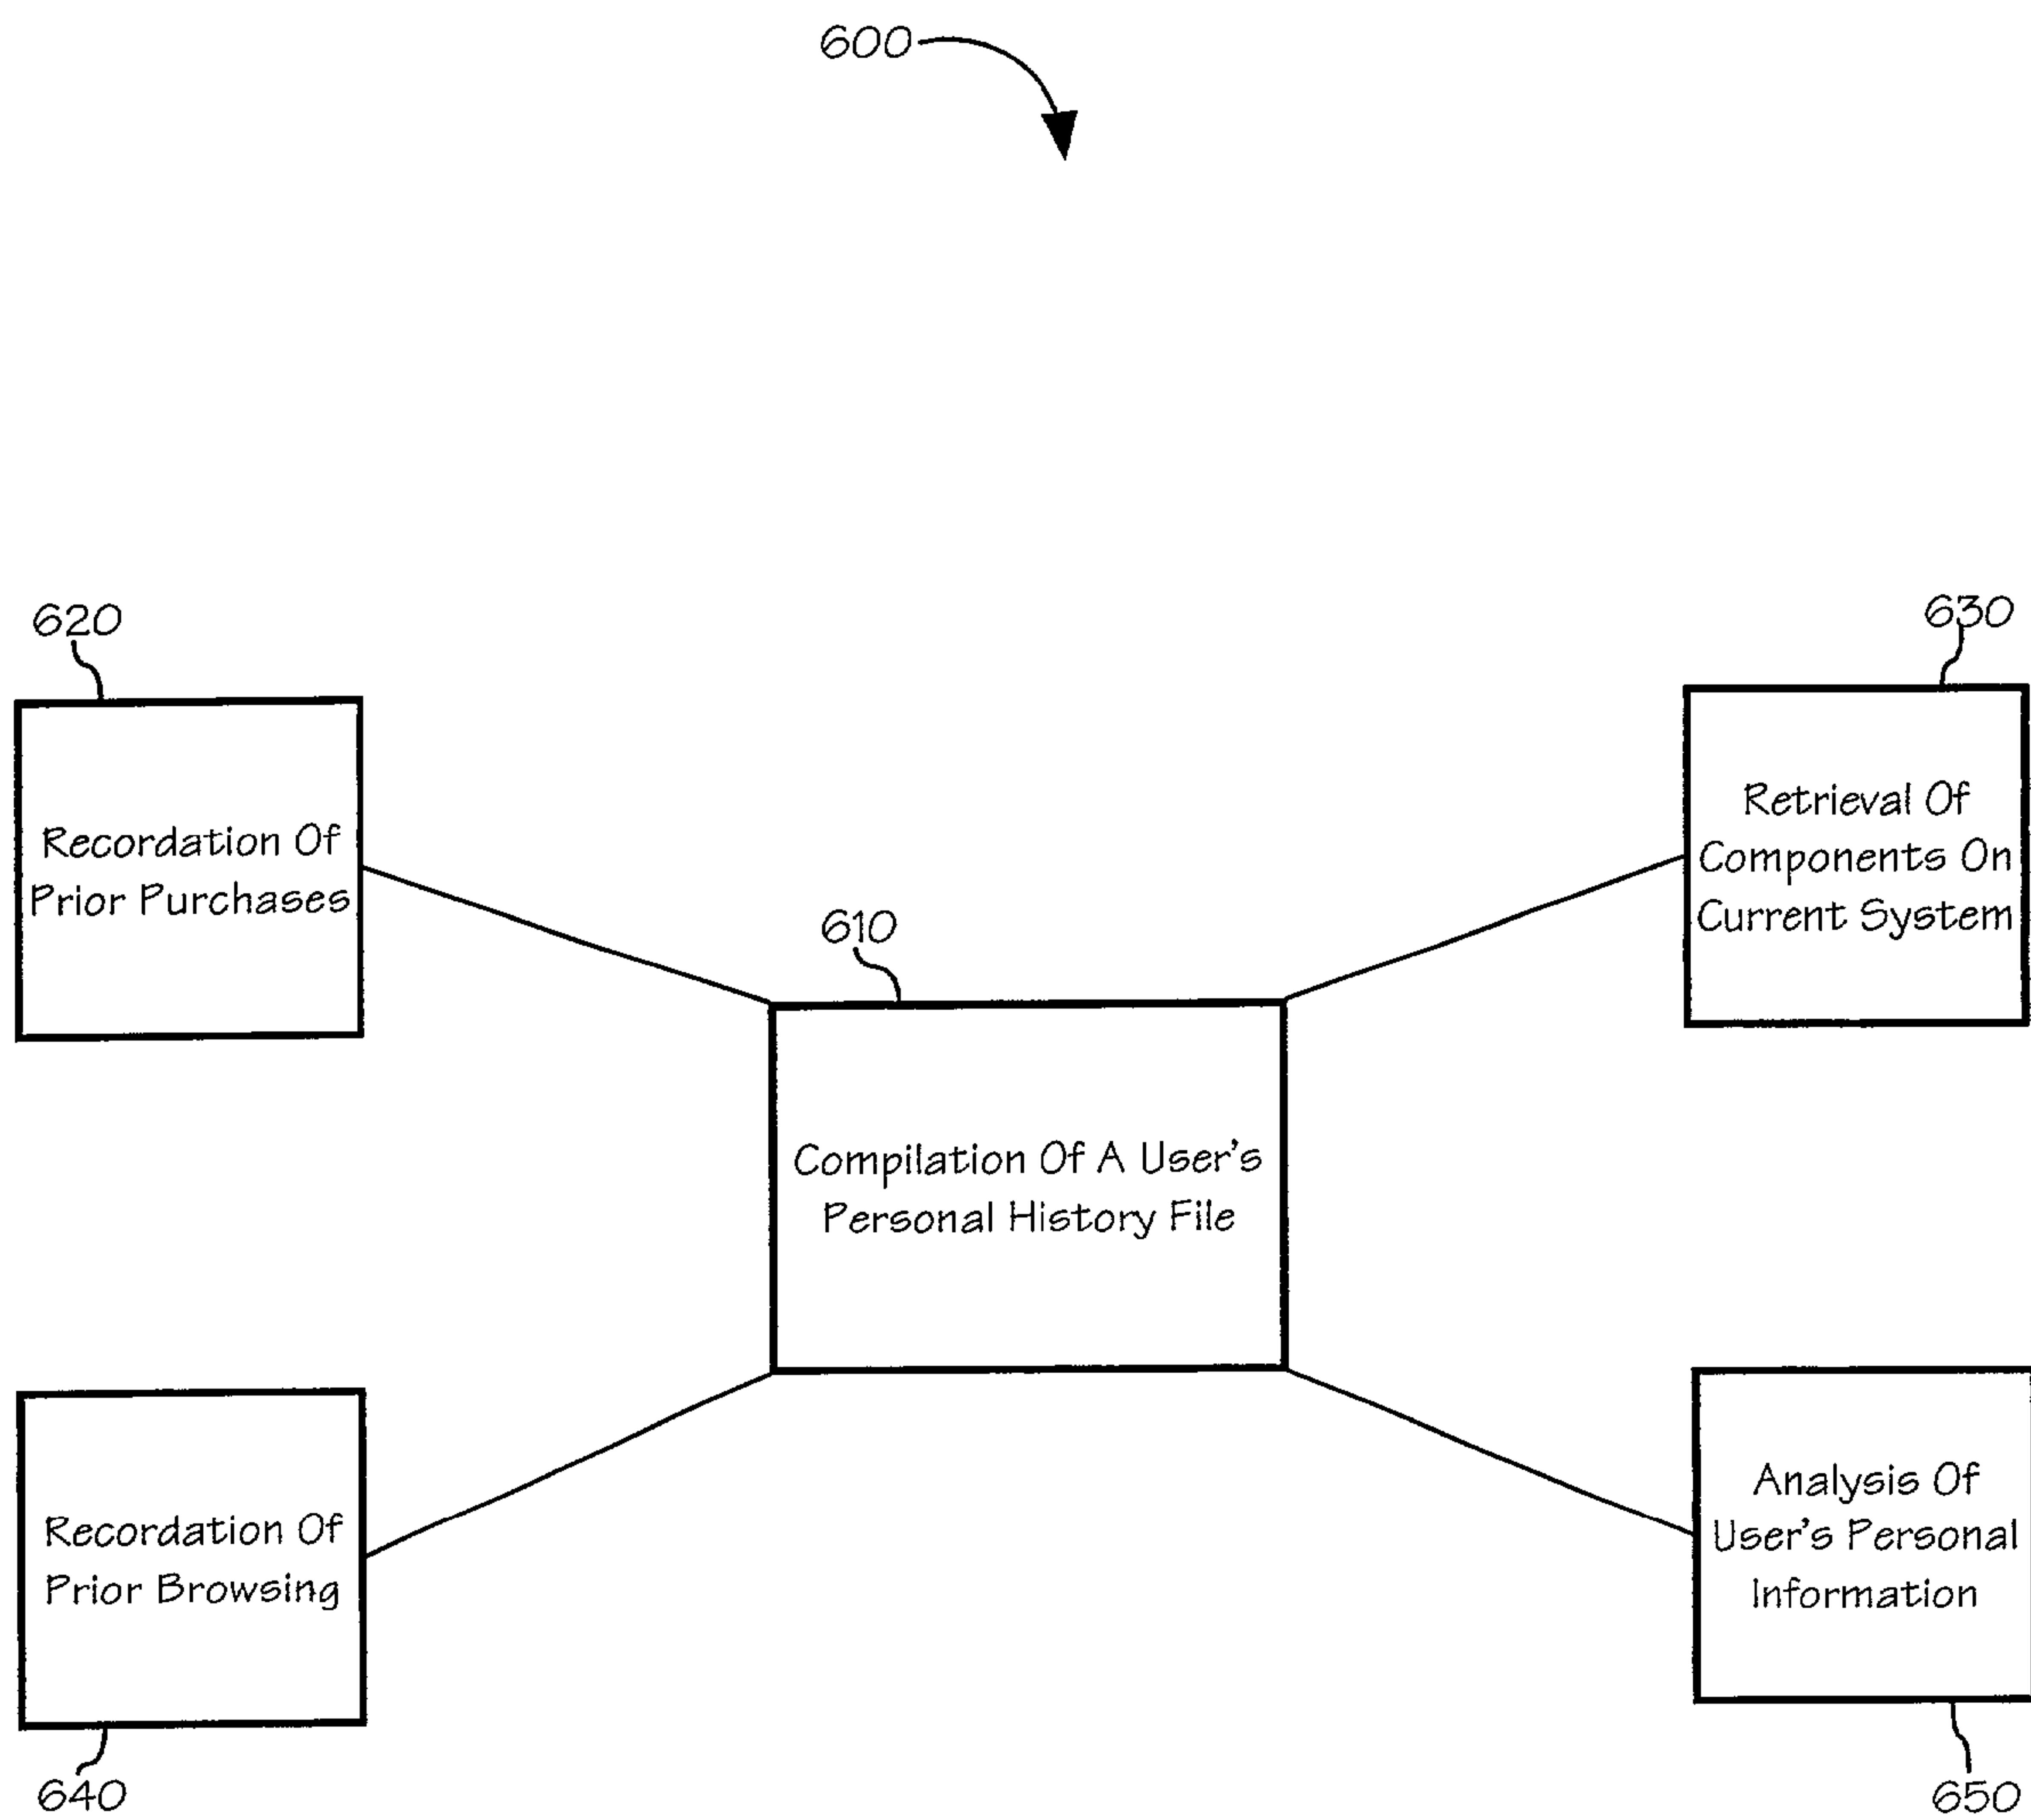 600
620
630
Recordation Of
Prior Purchases
Retrieval Of
Components On
Current System
610
Compilation Of A User's
Personal History File
Recordation Of
Prior Browsing
Analysis Of
User's Personal
Information
640
650